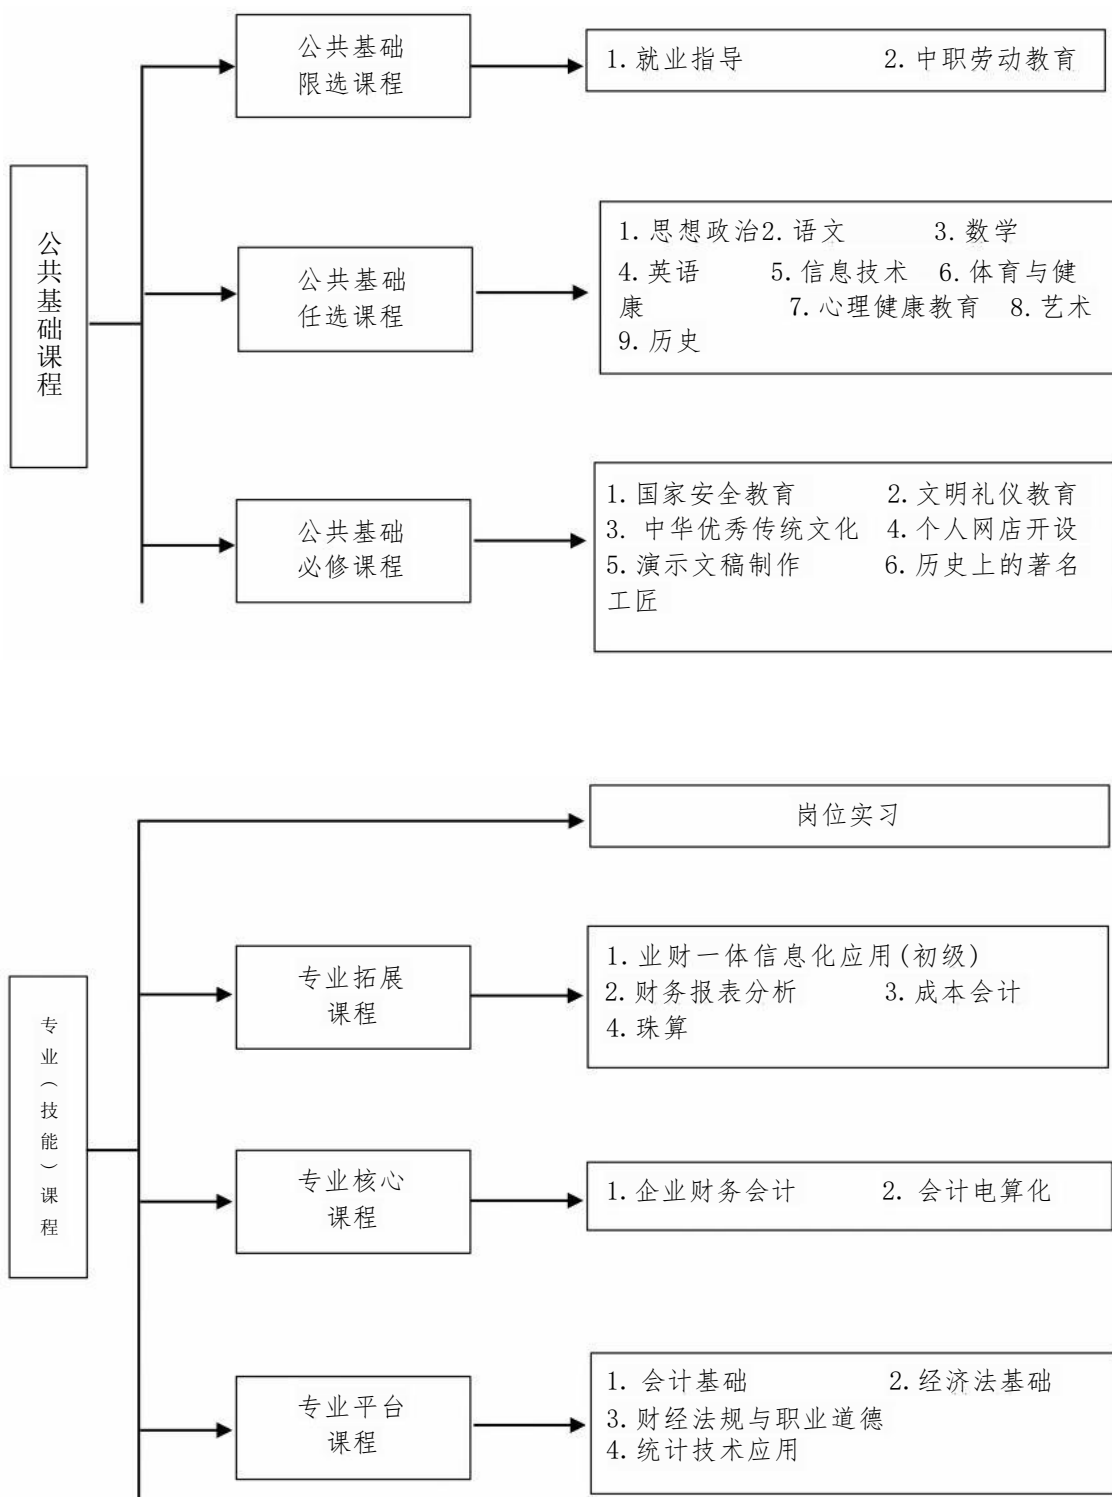 公共基础
限选课程
1.就业指导 2.中职劳动教育
公共基础课程
公共基础
任选课程
1.思想政治2.语文 3.数学
4.英语 5.信息技术 6.体育与健
康 7.心理健康教育 8.艺术
9.历史
公共基础
必修课程
1.国家安全教育 2.文明礼仪教育
3. 中华优秀传统文化 4.个人网店开设
5.演示文稿制作 6.历史上的著名
工匠
岗位实习
专业（技能）课程
专业拓展
课程
1.业财一体信息化应用(初级)
2.财务报表分析 3.成本会计
4.珠算
专业核心
课程
1.企业财务会计 2. 会计电算化
专业平台
课程
1. 会计基础 2.经济法基础
3.财经法规与职业道德
4.统计技术应用